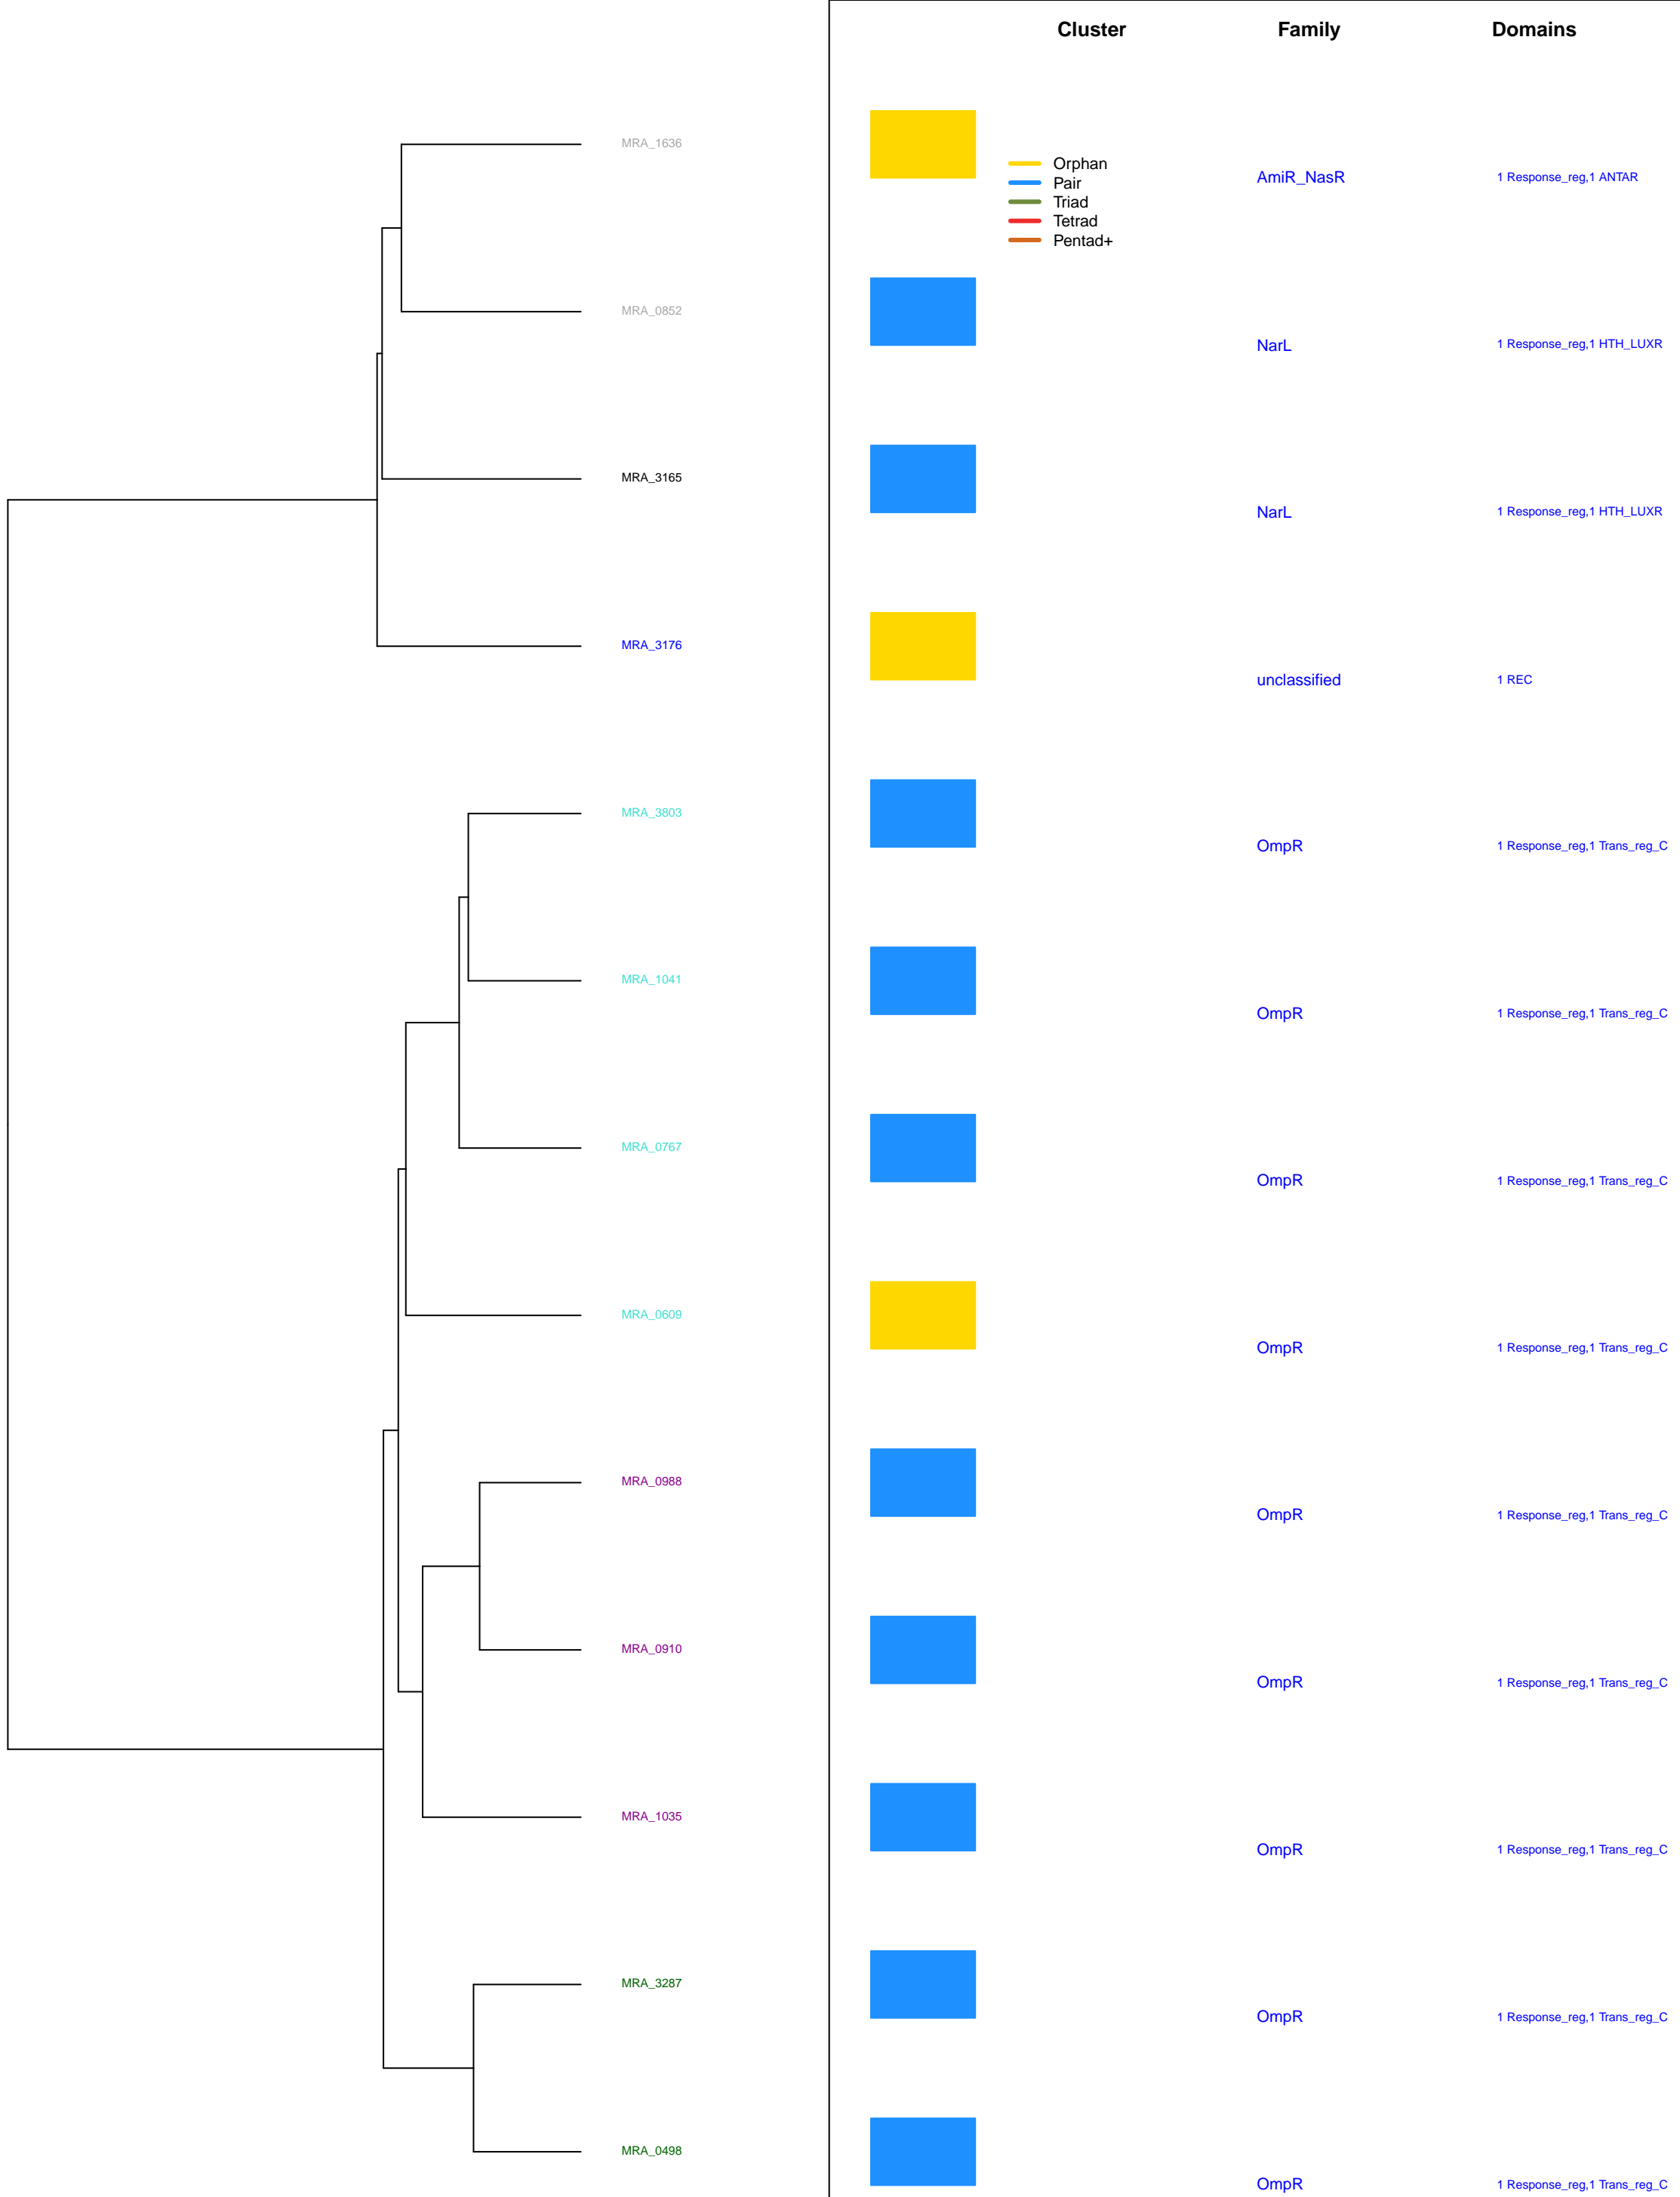 Cluster Family Domains
MRA_1636
Orphan
Pair
Triad
Tetrad
Pentad+
AmiR_NasR 1 Response_reg,1 ANTAR
MRA_0852
NarL 1 Response_reg,1 HTH_LUXR
MRA_3165
NarL 1 Response_reg,1 HTH_LUXR
MRA_3176
unclassified 1 REC
MRA_3803
OmpR 1 Response_reg,1 Trans_reg_C
MRA_1041
OmpR 1 Response_reg,1 Trans_reg_C
MRA_0767
OmpR 1 Response_reg,1 Trans_reg_C
MRA_0609
OmpR 1 Response_reg,1 Trans_reg_C
MRA_0988
OmpR 1 Response_reg,1 Trans_reg_C
MRA_0910
OmpR 1 Response_reg,1 Trans_reg_C
MRA_1035
OmpR 1 Response_reg,1 Trans_reg_C
MRA_3287
OmpR 1 Response_reg,1 Trans_reg_C
MRA_0498
OmpR 1 Response_reg,1 Trans_reg_C